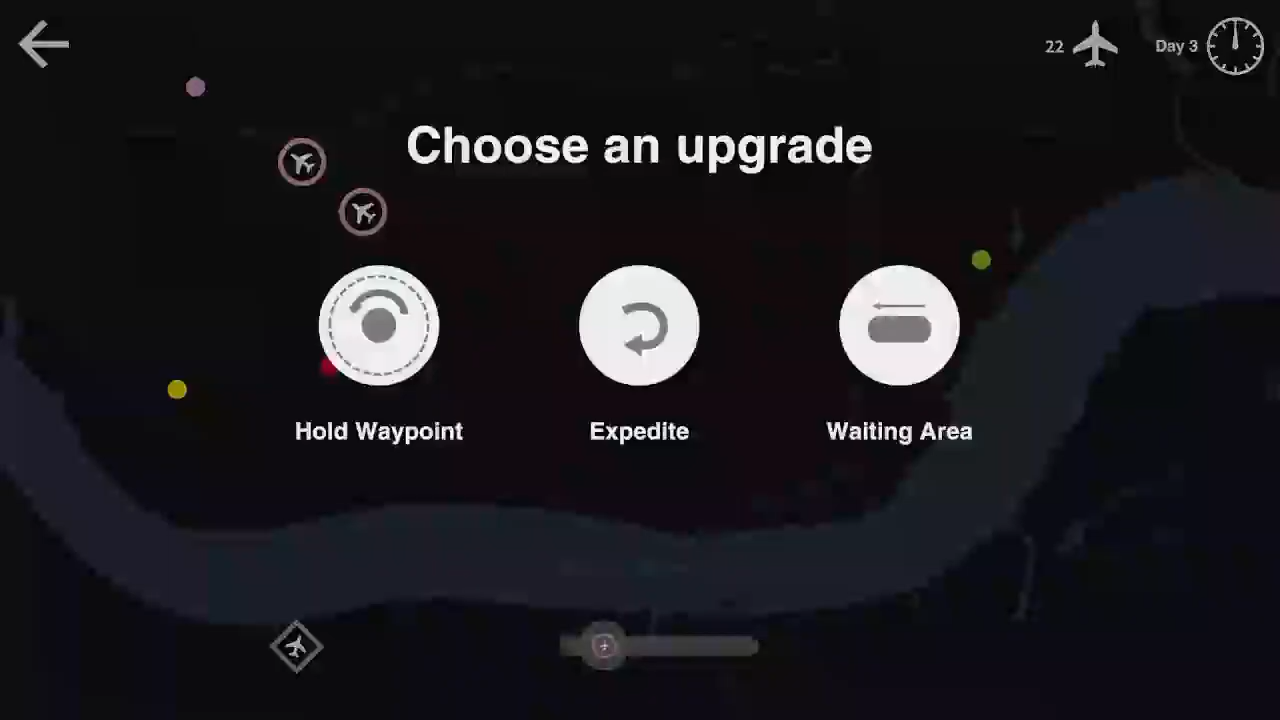 22
Day 3
Choose an upgrade
Hold Waypoint
Expedite
Waiting Area